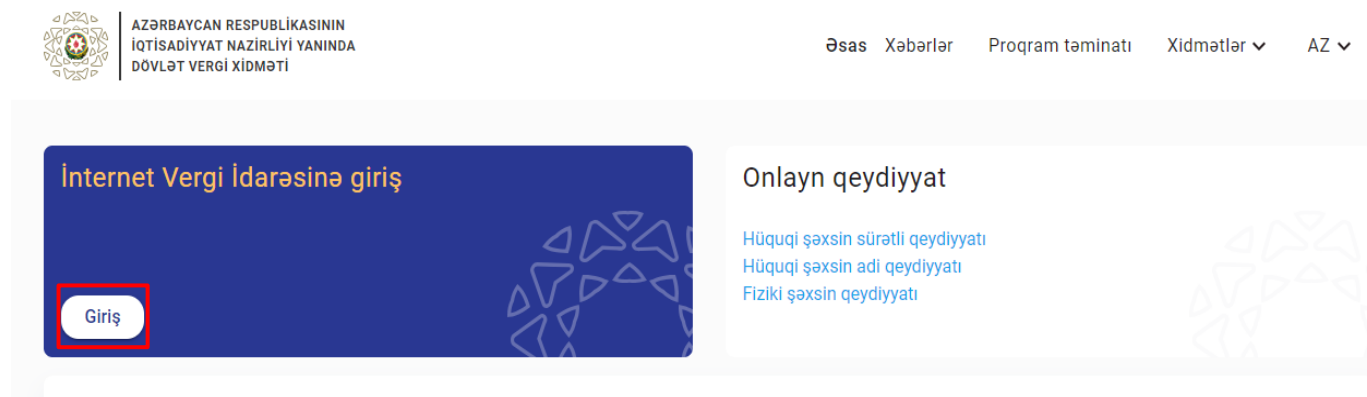 AZƏRBAYCAN RESPUBLİKASININ
İQTİSADİYYAT NAZİRLİYİ YANINDA
DÖVLƏT VERGİ XİDMƏTİ
Əsas Xəbərlər Proqram təminatı Xidmətlər AZ
İnternet Vergi İdarəsinə giriş
Giriş
Onlayn qeydiyyat
Hüquqi şəxsin sürətli qeydiyyatı
Hüquqi şəxsin adi qeydiyyatı
Fiziki şəxsin qeydiyyatı